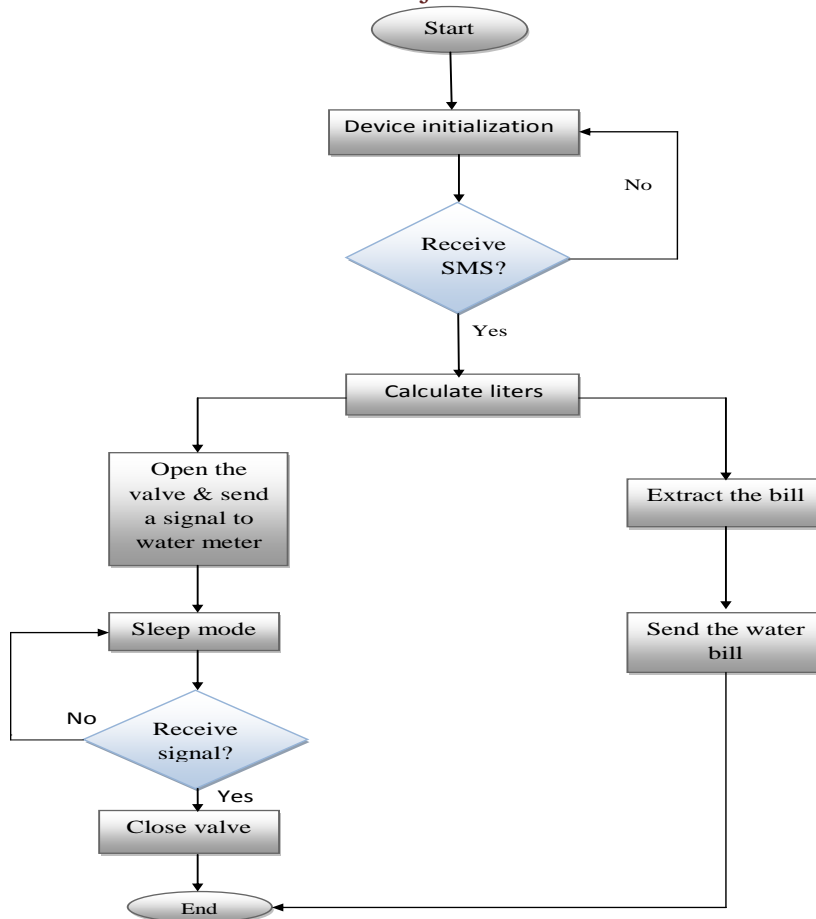 Start
Device initialization
No
Receive
SMS?
Yes
Calculate liters
Open the
valve & send
a signal to
water meter
Extract the bill
Sleep mode
Send the water
bill
No
Receive
signal?
Yes
Close valve
End